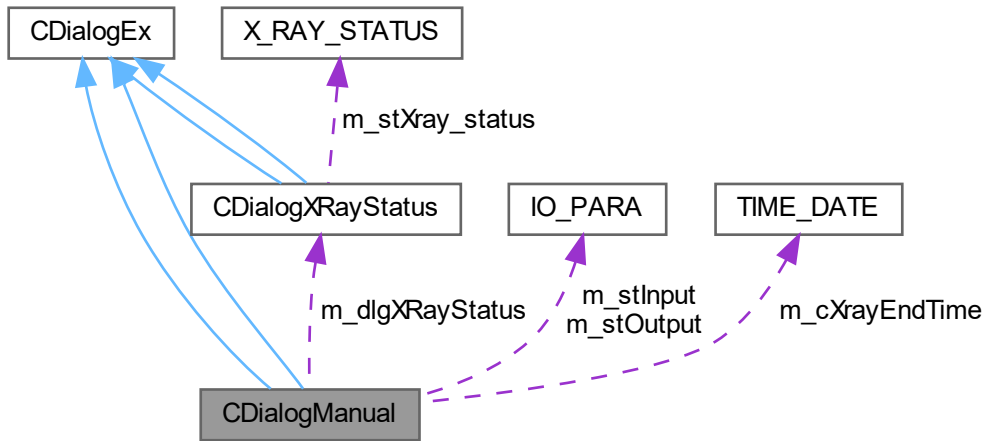 CDialogEx
X_RAY_STATUS
m_stXray_status
CDialogXRayStatus
IO_PARA
TIME_DATE
m_dlgXRayStatus
m_stInput
m_stOutput
m_cXrayEndTime
CDialogManual